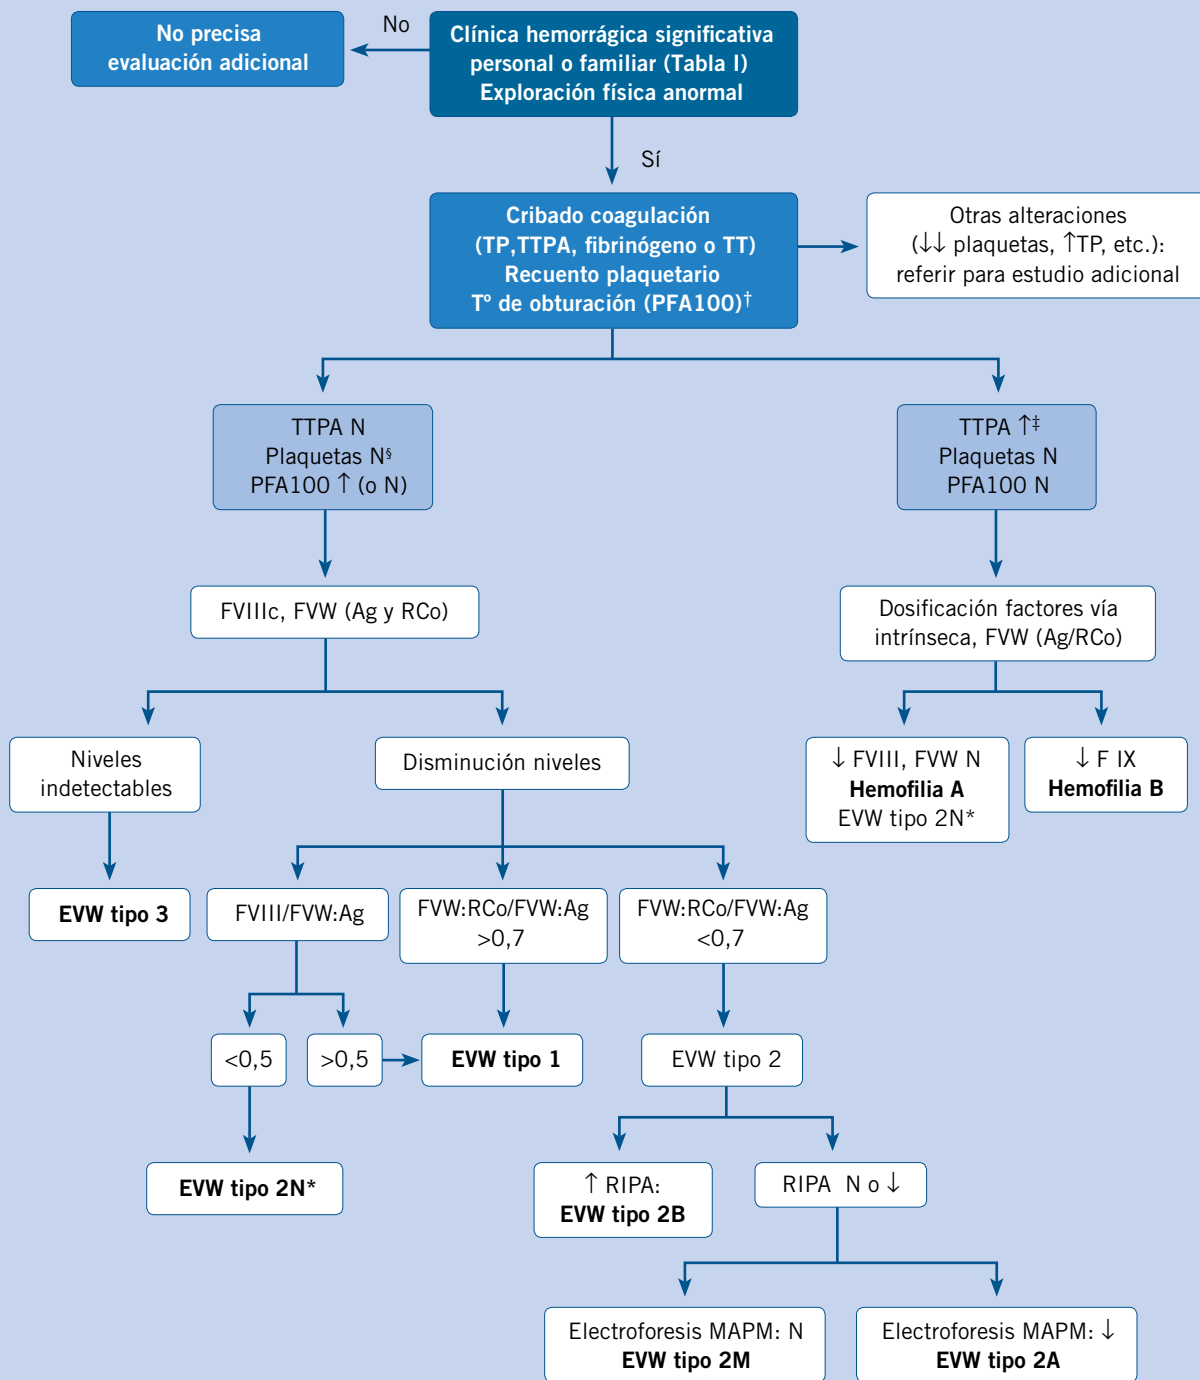 No precisa
evaluación adicional
No
Clínica hemorrágica significativa
personal o familiar (Tabla I)
Exploración física anormal
Sí
Cribado coagulación
(TP,TTPA, fibrinógeno o TT)
Recuento plaquetario
Tº de obturación (PFA100)†
Otras alteraciones
(↓↓ plaquetas, ↑TP, etc.):
referir para estudio adicional
TTPA N
Plaquetas N§
PFA100 ↑ (o N)
TTPA ↑‡
Plaquetas N
PFA100 N
FVIIIc, FVW (Ag y RCo)
Dosificación factores vía
intrínseca, FVW (Ag/RCo)
Niveles
indetectables
Disminución niveles
↓ FVIII, FVW N
Hemofilia A
EVW tipo 2N*
↓ F IX
Hemofilia B
EVW tipo 3
FVIII/FVW:Ag
FVW:RCo/FVW:Ag
>0,7
FVW:RCo/FVW:Ag
<0,7
<0,5
>0,5
EVW tipo 1
EVW tipo 2
EVW tipo 2N*
↑ RIPA:
EVW tipo 2B
RIPA N o ↓
Electroforesis MAPM: N
EVW tipo 2M
Electroforesis MAPM: ↓
EVW tipo 2A